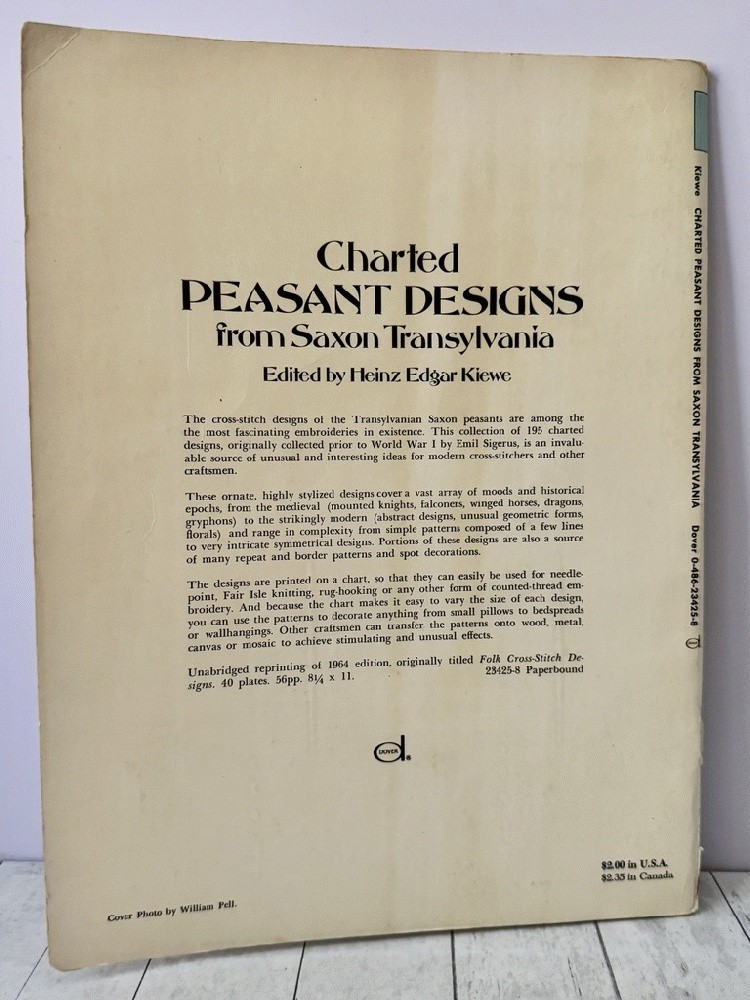 Charted
PEASANT DESIGNS
from Saxon Transylvania
Edited by Heinz Edgar Kiewe
The cross-stitch designs of the Transylvanian Saxon peasants are among the
the most fascinating embroideries in existence. This collection of 195 charted
designs, originally collected prior to World War I by Emil Sigerus, is an invalu-
able source of unusual and interesting ideas for modern cross-stitchers and other
craftsmen.
These ornate, highly stylized designs cover a vast array of moods and historical
epochs, from the medieval (mounted knights, falconers, winged horses, dragons,
gryphons) to the strikingly modern (abstract designs, unusual geometric forms,
florals) and range in complexity from simple patterns composed of a few lines
to very intricate symmetrical designs. Portions of these designs are also a source
of many repeat and border patterns and spot decorations.
The designs are printed on a chart, so that they can easily be used for needle-
point, Fair Isle knitting, rug-hooking or any other form of counted-thread em-
broidery. And because the chart makes it easy to vary the size of each design,
you can use the patterns to decorate anything from small pillows to bedspreads
or wallhangings. Other craftsmen can transfer the patterns onto wood, metal,
canvas or mosaic to achieve stimulating and unusual effects.
Unabridged reprinting of 1964 edition, originally titled Folk Cross-Stitch De-
signs. 40 plates. 56pp. 8¼ x 11. 23425-8 Paperbound
DOVER ®
$2.00 in U.S.A.
$2.35 in Canada
Cover Photo by William Pell.
Kiewe CHARTED PEASANT DESIGNS FROM SAXON TRANSYLVANIA Dover 0-486-23425-8